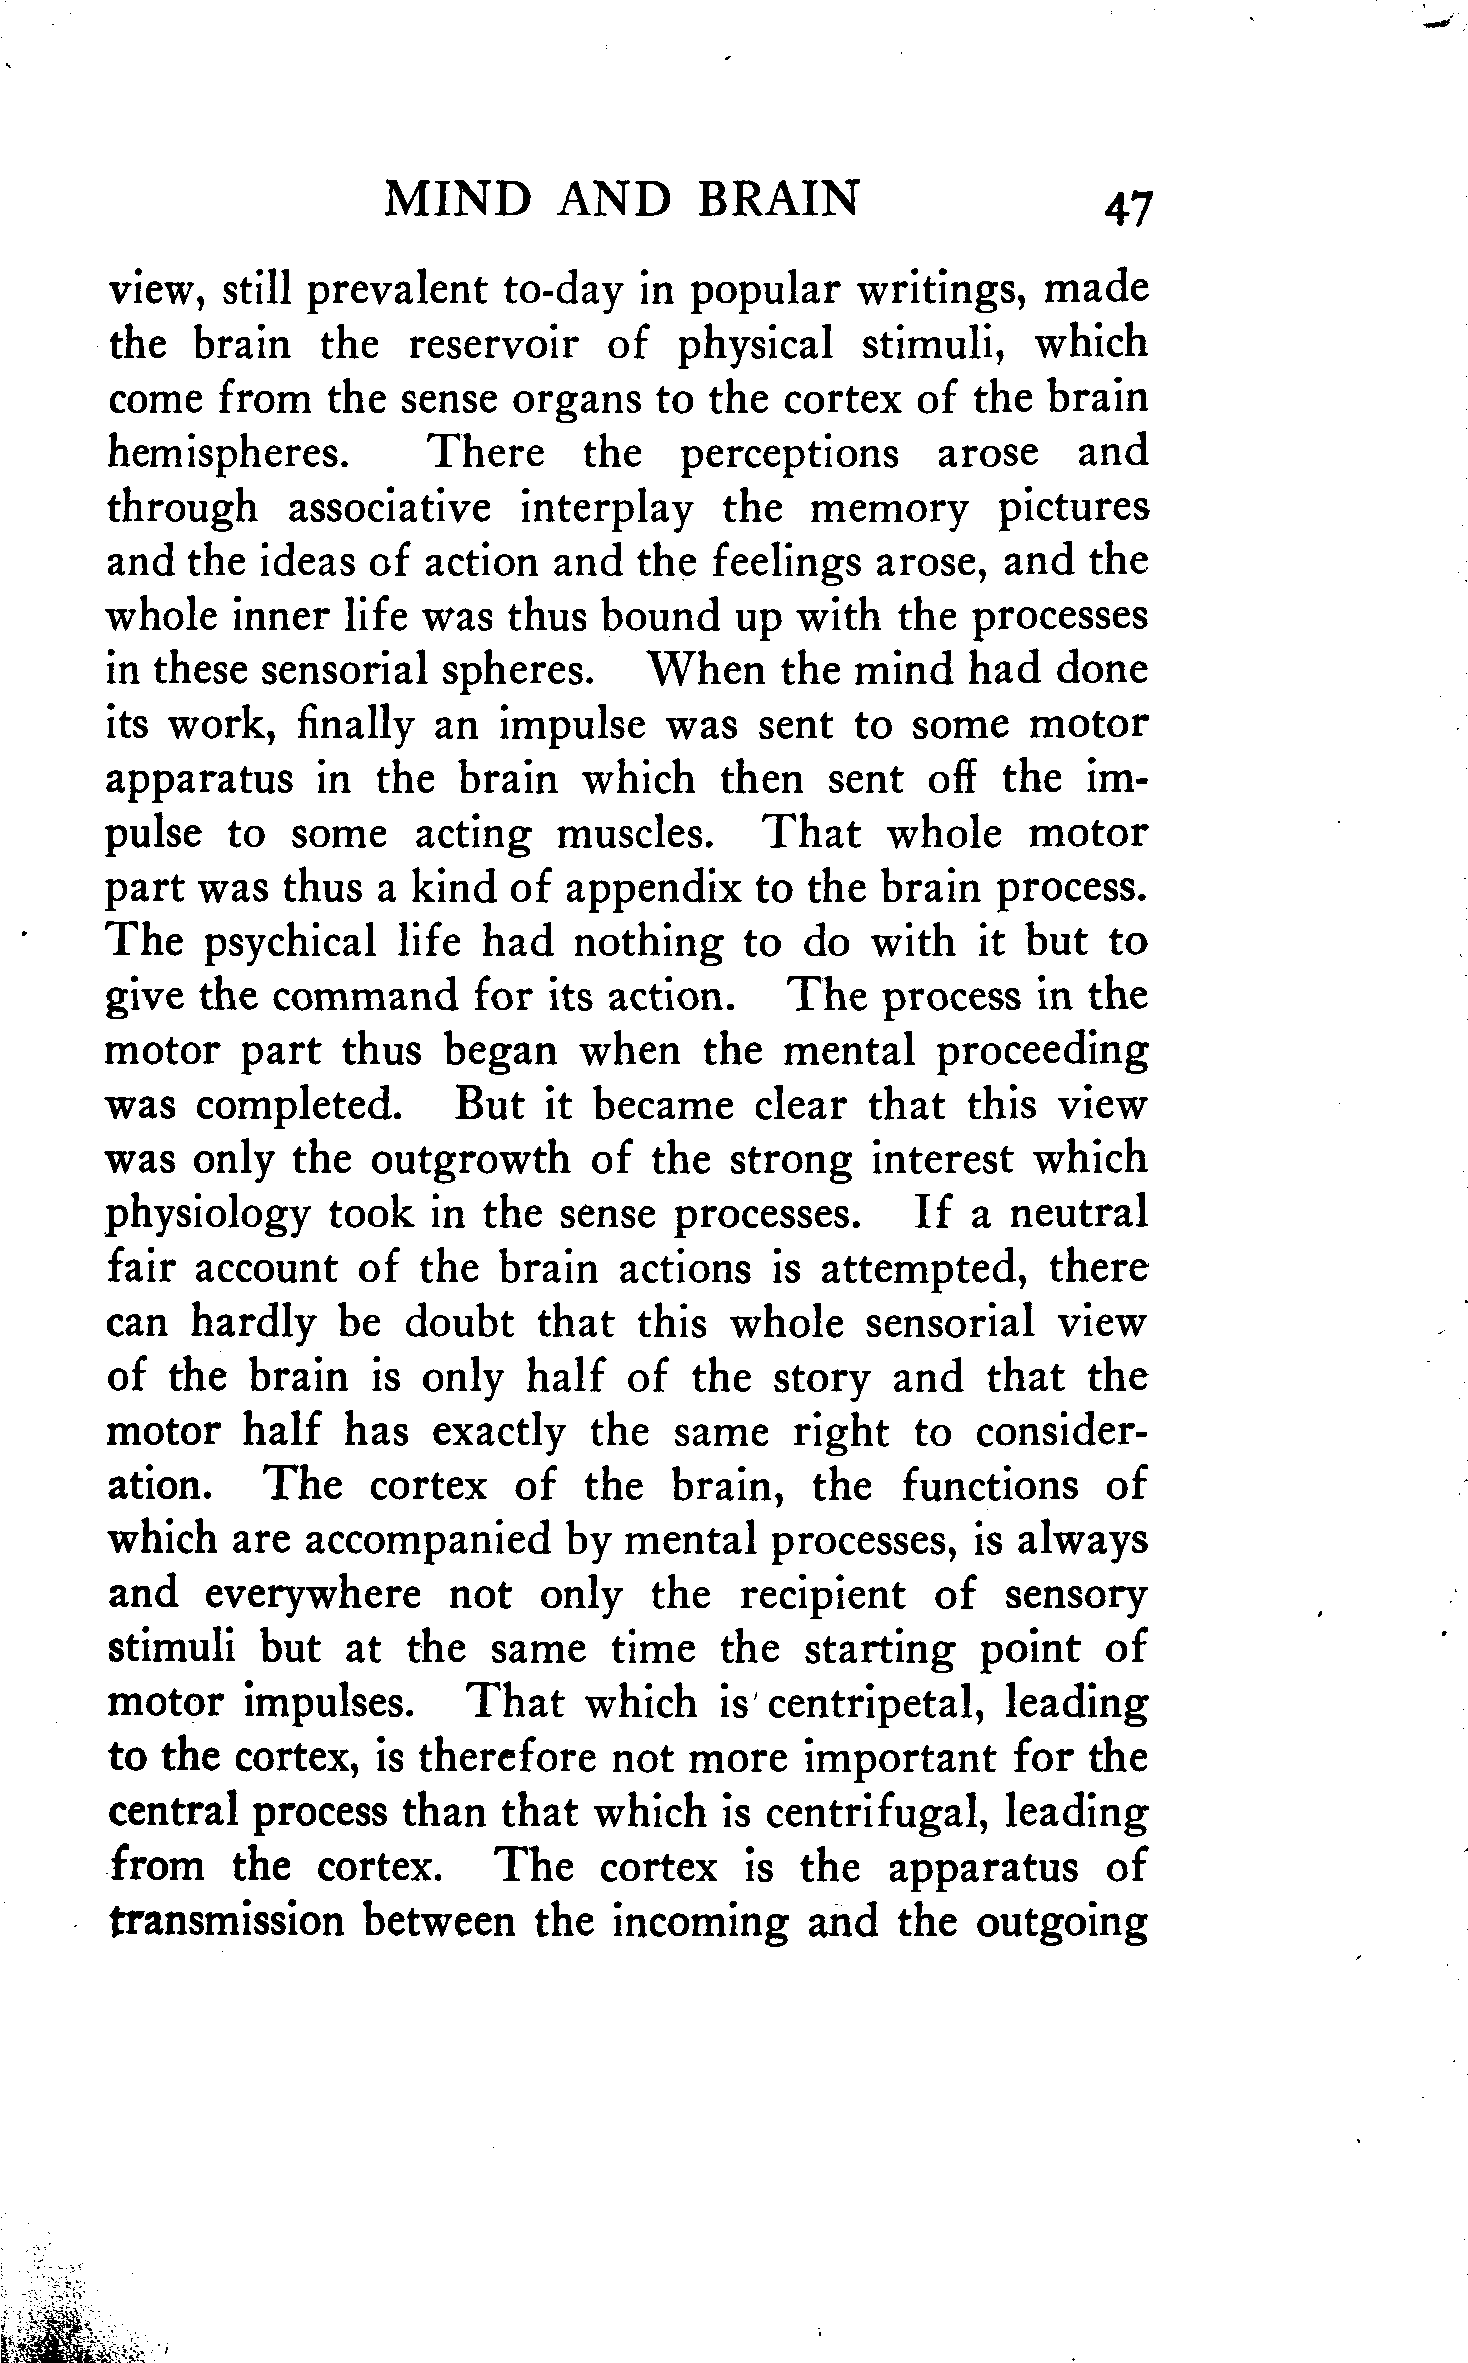 MIND AND BRAIN 47
view, still prevalent to-day in popular writings, made
the brain the reservoir of physical stimuli, which
come from the sense organs to the cortex of the brain
hemispheres. There the perceptions arose and
through associative interplay the memory pictures
and the ideas of action and the feelings arose, and the
whole inner life was thus bound up with the processes
in these sensorial spheres. When the mind had done
its work, finally an impulse was sent to some motor
apparatus in the brain which then sent off the im-
pulse to some acting muscles. That whole motor
part was thus a kind of appendix to the brain process.
The psychical life had nothing to do with it but to
give the command for its action. The process in the
motor part thus began when the mental proceeding
was completed. But it became clear that this view
was only the outgrowth of the strong interest which
physiology took in the sense processes. If a neutral
fair account of the brain actions is attempted, there
can hardly be doubt that this whole sensorial view
of the brain is only half of the story and that the
motor half has exactly the same right to consider-
ation. The cortex of the brain, the functions of
which are accompanied by mental processes, is always
and everywhere not only the recipient of sensory
stimuli but at the same time the starting point of
motor impulses. That which is centripetal, leading
to the cortex, is therefore not more important for the
central process than that which is centrifugal, leading
from the cortex. The cortex is the apparatus of
transmission between the incoming and the outgoing